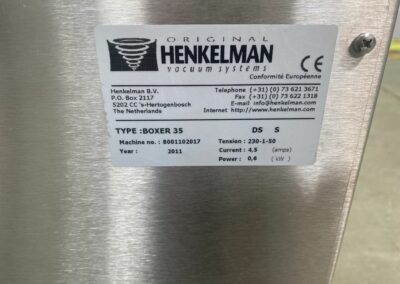 ORIGINAL
HENKELMAN
vacuum systems
CE
Conformité Européenne
Henkelman B.V. Telephone (+31) (0) 73 621 3671
P.O. Box 2117 Fax (+31) (0) 73 622 1318
5202 CC 's-Hertogenbosch E-mail info@henkelman.com
The Netherlands Internet http://www.henkelman.com
TYPE :BOXER 35 DS S
Machine no. : 8001102017 Tension : 230-1-50
Year : 2011 Current : 4,5 (amps)
Power : 0,6 ( kW )